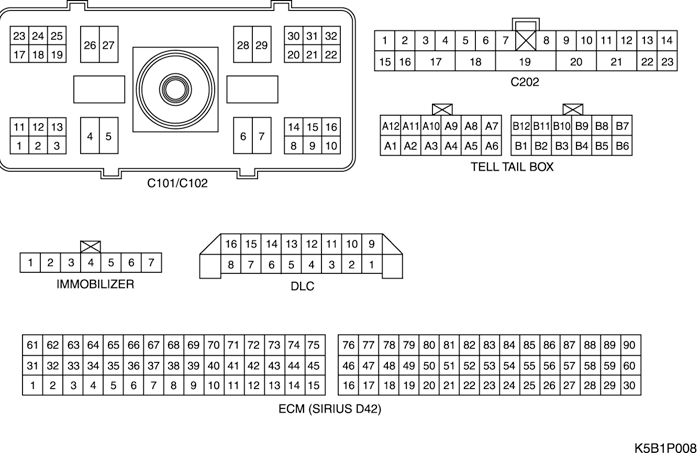 23 24 25
17 18 19
26 27
28 29
30 31 32
20 21 22
11 12 13
1 2 3
4 5
6 7
14 15 16
8 9 10
C101/C102
1 2 3 4 5 6 7 8 9 10 11 12 13 14
15 16 17 18 19 20 21 22 23
C202
A12 A11 A10 A9 A8 A7
A1 A2 A3 A4 A5 A6
B12 B11 B10 B9 B8 B7
B1 B2 B3 B4 B5 B6
TELL TAIL BOX
1 2 3 4 5 6 7
IMMOBILIZER
16 15 14 13 12 11 10 9
8 7 6 5 4 3 2 1
DLC
61 62 63 64 65 66 67 68 69 70 71 72 73 74 75
31 32 33 34 35 36 37 38 39 40 41 42 43 44 45
1 2 3 4 5 6 7 8 9 10 11 12 13 14 15
76 77 78 79 80 81 82 83 84 85 86 87 88 89 90
46 47 48 49 50 51 52 53 54 55 56 57 58 59 60
16 17 18 19 20 21 22 23 24 25 26 27 28 29 30
ECM (SIRIUS D42)
K5B1P008